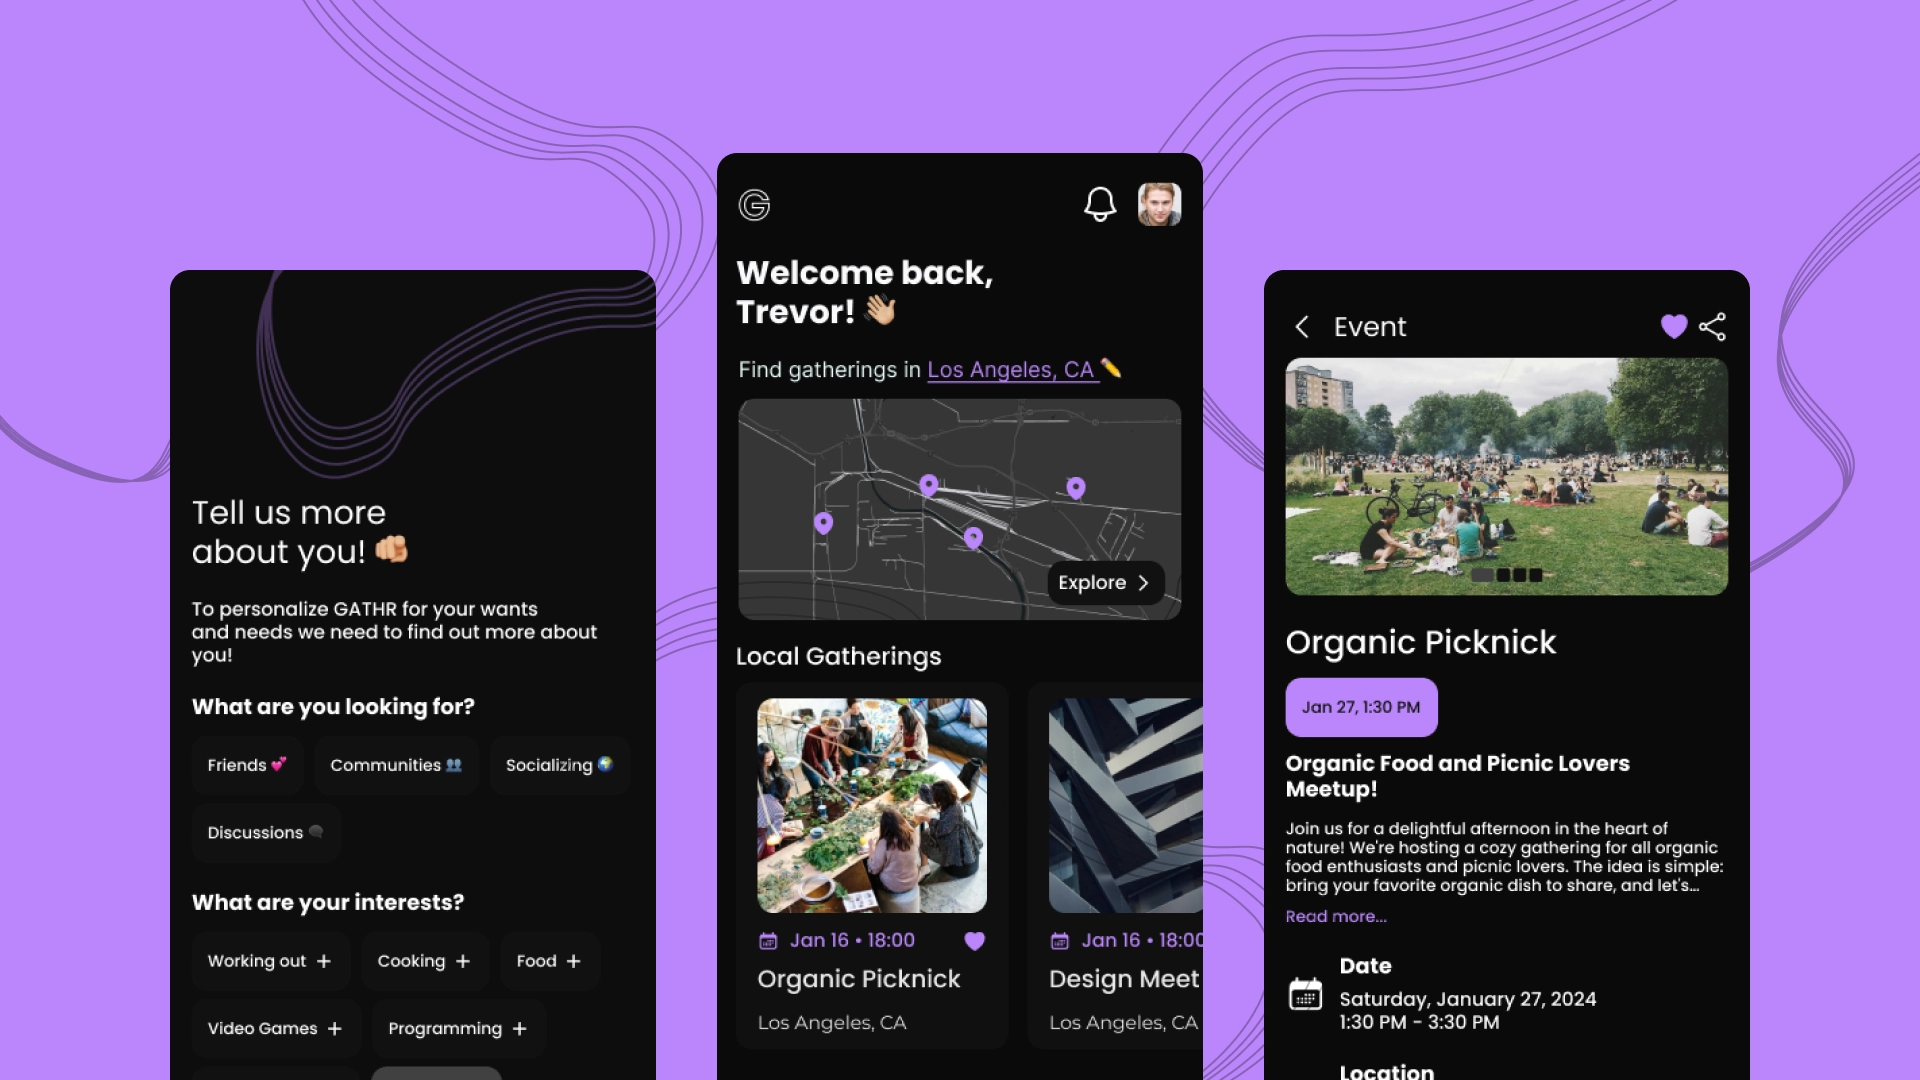 Tell us more
about you! 🫵🏼
To personalize GATHR for your wants
and needs we need to find out more about
you!
What are you looking for?
Friends 💕
Communities 👥
Socializing 🌍
Discussions 🗨️
What are your interests?
Working out +
Cooking +
Food +
Video Games +
Programming +
G
Welcome back,
Trevor! 👋🏼
Find gatherings in Los Angeles, CA ✏️
Explore
Local Gatherings
Jan 16 • 18:00
Organic Picknick
Los Angeles, CA
Jan 16 • 18:00
Design Meet
Los Angeles, CA
Event
Organic Picknick
Jan 27, 1:30 PM
Organic Food and Picnic Lovers
Meetup!
Join us for a delightful afternoon in the heart of
nature! We're hosting a cozy gathering for all organic
food enthusiasts and picnic lovers. The idea is simple:
bring your favorite organic dish to share, and let's...
Read more...
Date
Saturday, January 27, 2024
1:30 PM - 3:30 PM
Location